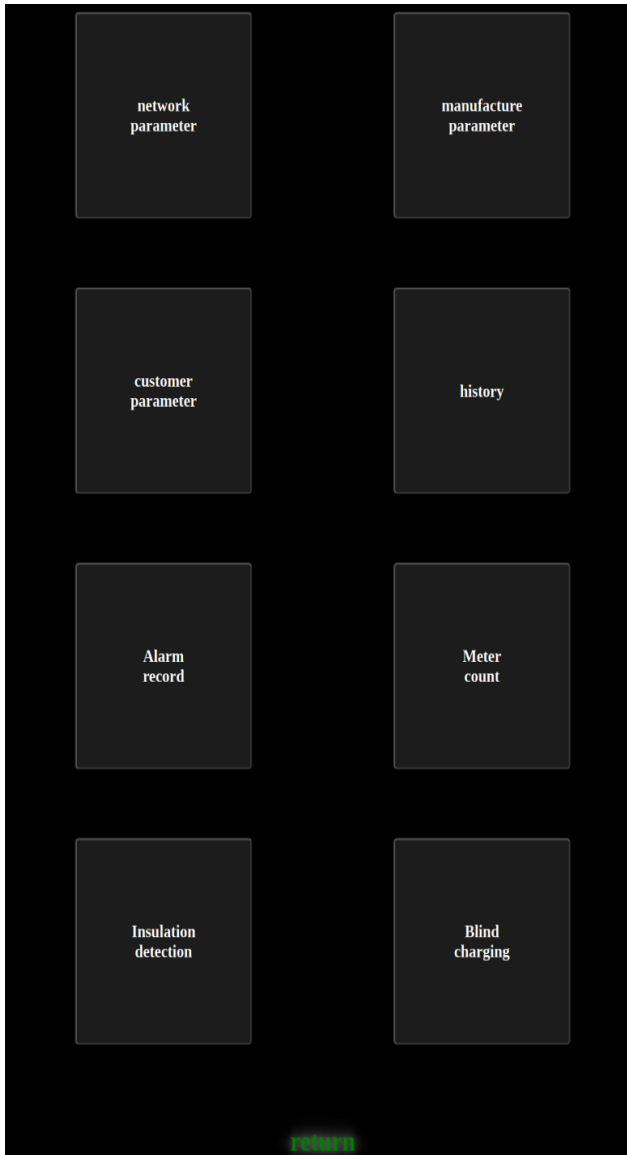 network
parameter
manufacture
parameter
customer
parameter
history
Alarm
record
Meter
count
Insulation
detection
Blind
charging
return